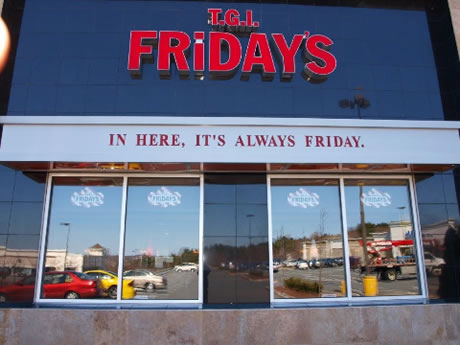 T.G.I.
FRiDAY'S
IN HERE, IT'S ALWAYS FRIDAY.
FRIDAY'S
FRIDAY'S
FRIDAY'S
FRIDAY'S